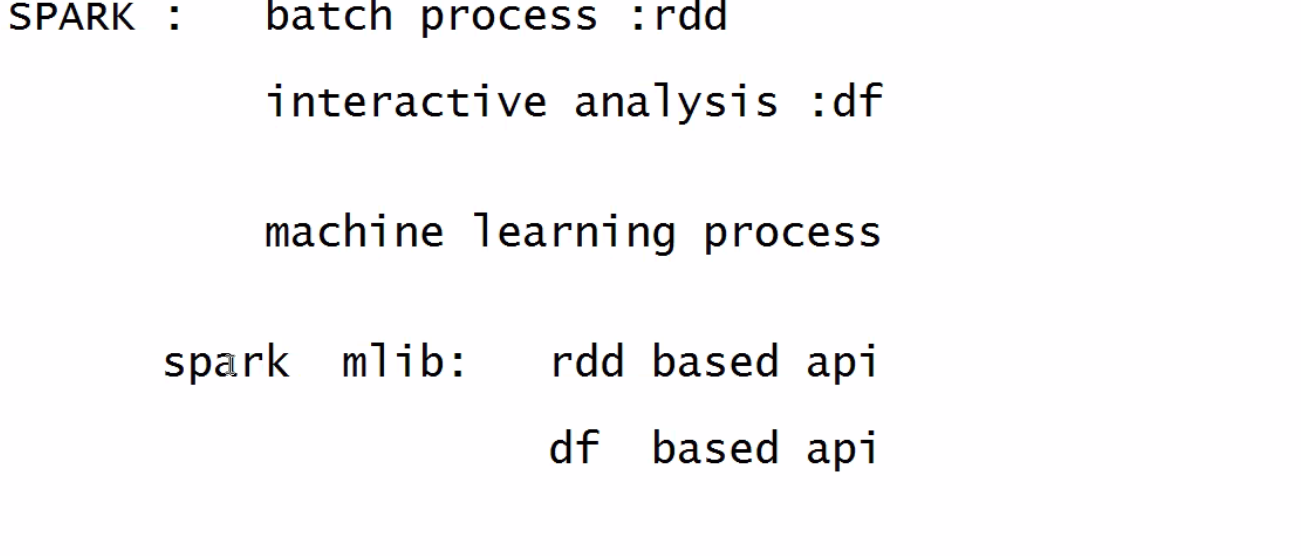 SPARK : batch process :rdd
interactive analysis :df
machine learning process
spark mlib: rdd based api
df based api